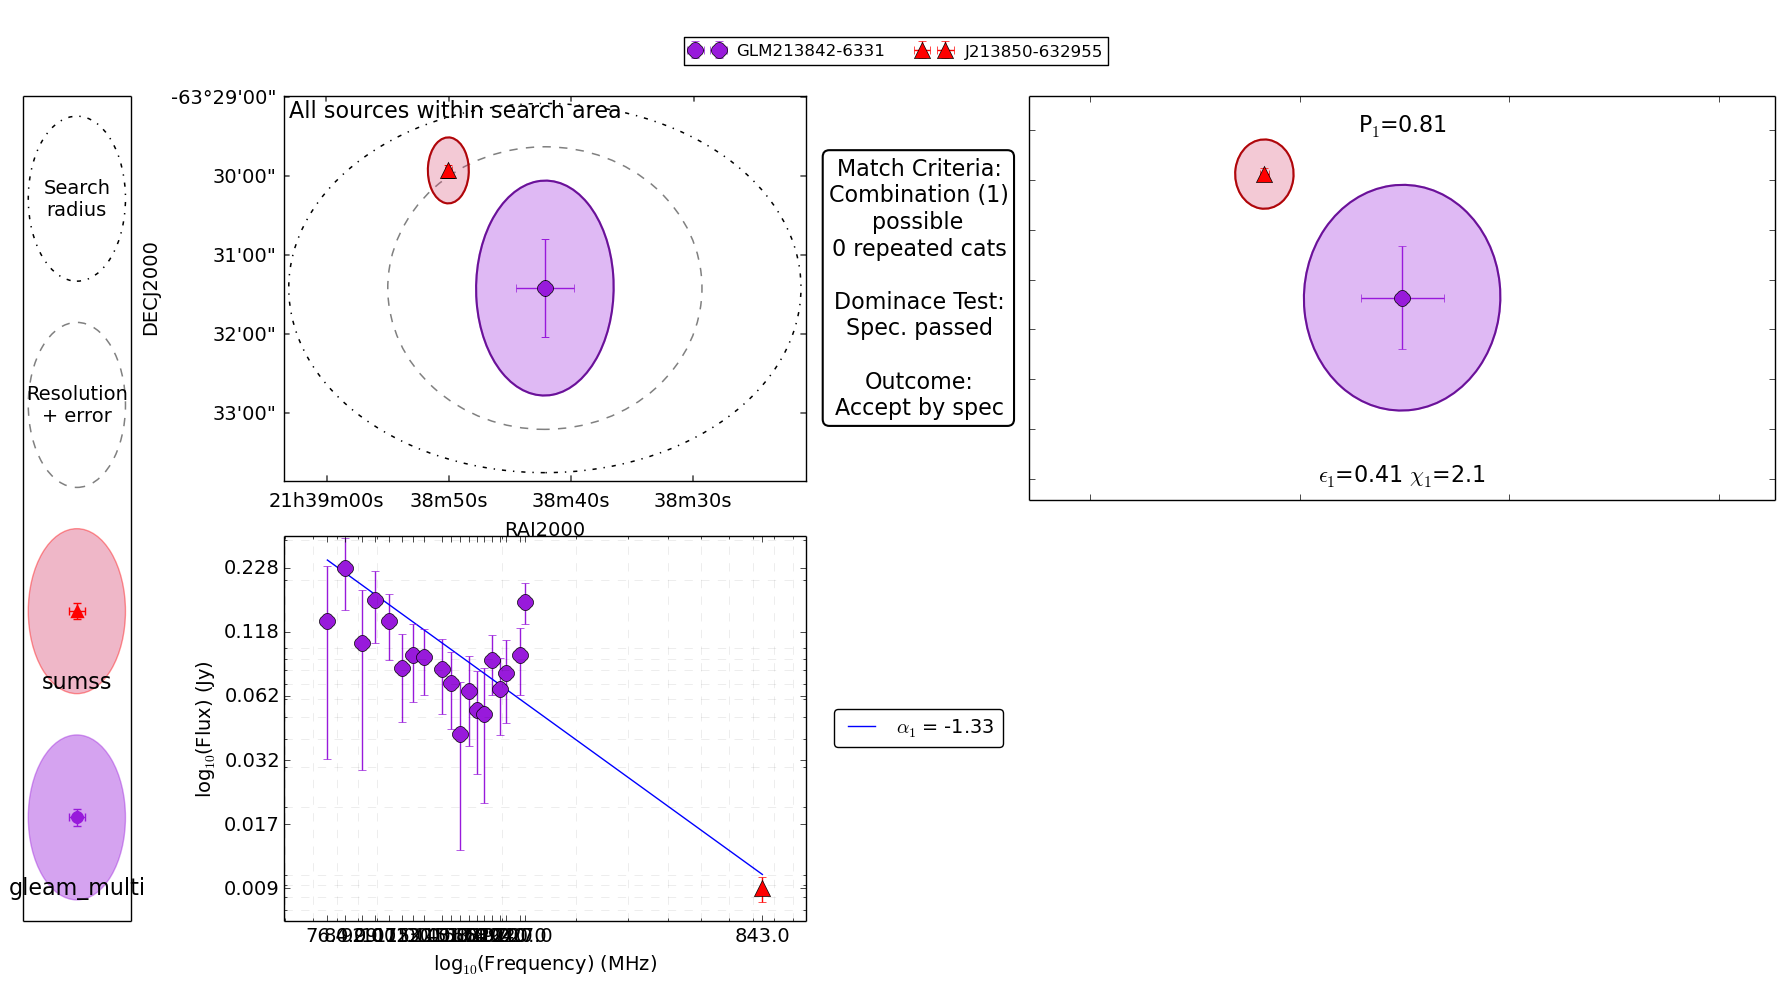 GLM213842-6331
J213850-632955
Search
radius
Resolution
+ error
sumss
gleam_multi
All sources within search area
-63°29'00"
30'00"
31'00"
32'00"
33'00"
DECJ2000
21h39m00s
38m50s
38m40s
38m30s
RAJ2000
Match Criteria:
Combination (1)
possible
0 repeated cats
Dominace Test:
Spec. passed
Outcome:
Accept by spec
P1=0.81
ϵ1=0.41 χ1=2.1
0.228
0.118
0.062
0.032
0.017
0.009
log10(Flux) (Jy)
843.0
log10(Frequency) (MHz)
α1 = -1.33